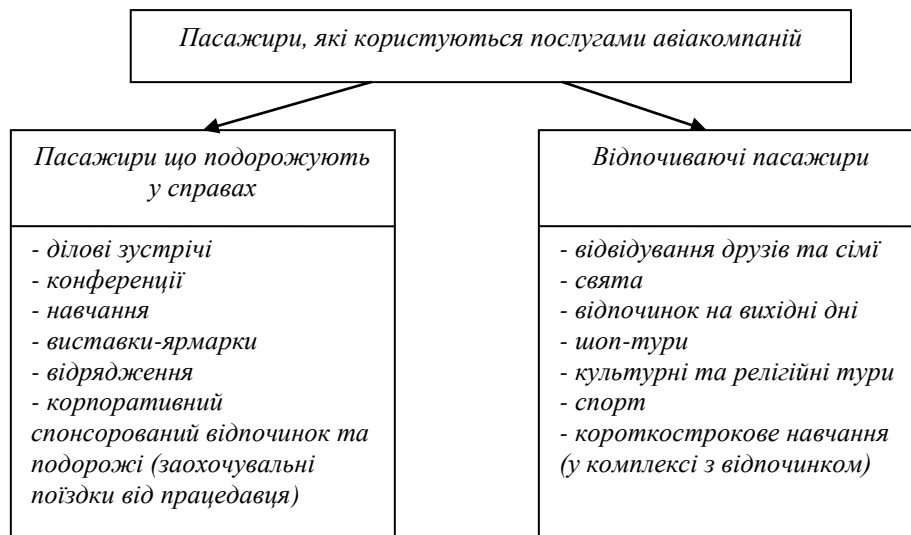 Пасажири, які користуються послугами авіакомпаній
Пасажири що подорожують
у справах
- ділові зустрічі
- конференції
- навчання
- виставки-ярмарки
- відрядження
- корпоративний
спонсорований відпочинок та
подорожі (заохочувальні
поїздки від працедавця)
Відпочиваючі пасажири
- відвідування друзів та сімії
- свята
- відпочинок на вихідні дні
- шоп-тури
- культурні та релігійні тури
- спорт
- короткострокове навчання
(у комплексі з відпочинком)